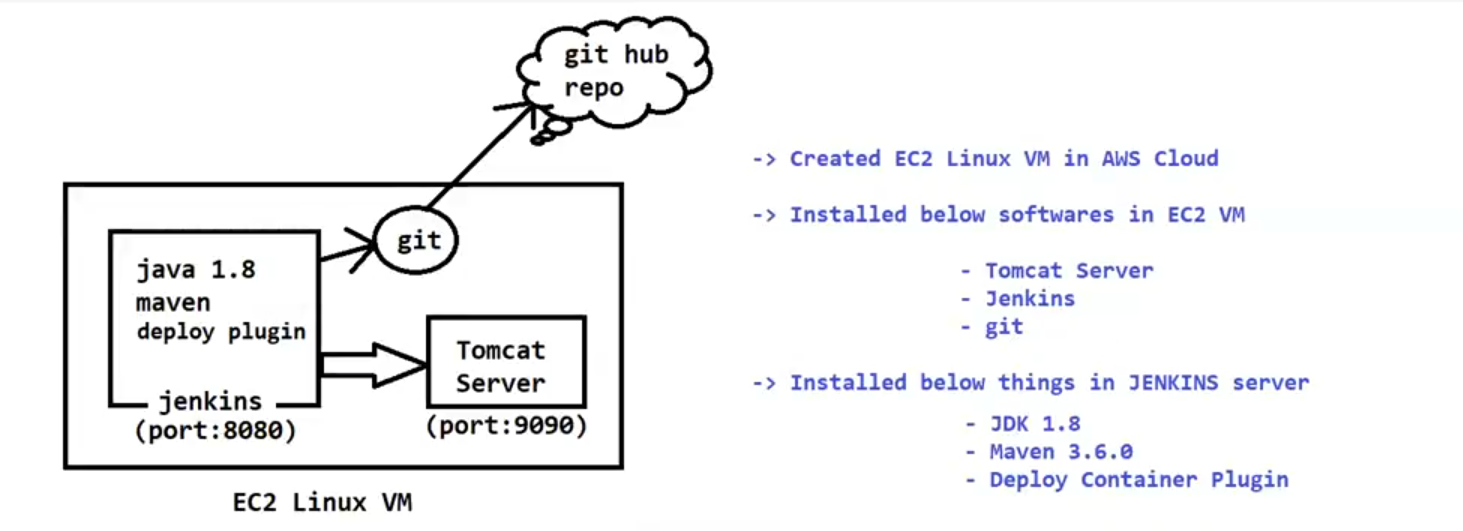 git hub
repo
git
java 1.8
maven
deploy plugin
jenkins
(port:8080)
Tomcat
Server
(port:9090)
EC2 Linux VM
-> Created EC2 Linux VM in AWS Cloud
-> Installed below softwares in EC2 VM
- Tomcat Server
- Jenkins
- git
-> Installed below things in JENKINS server
- JDK 1.8
- Maven 3.6.0
- Deploy Container Plugin